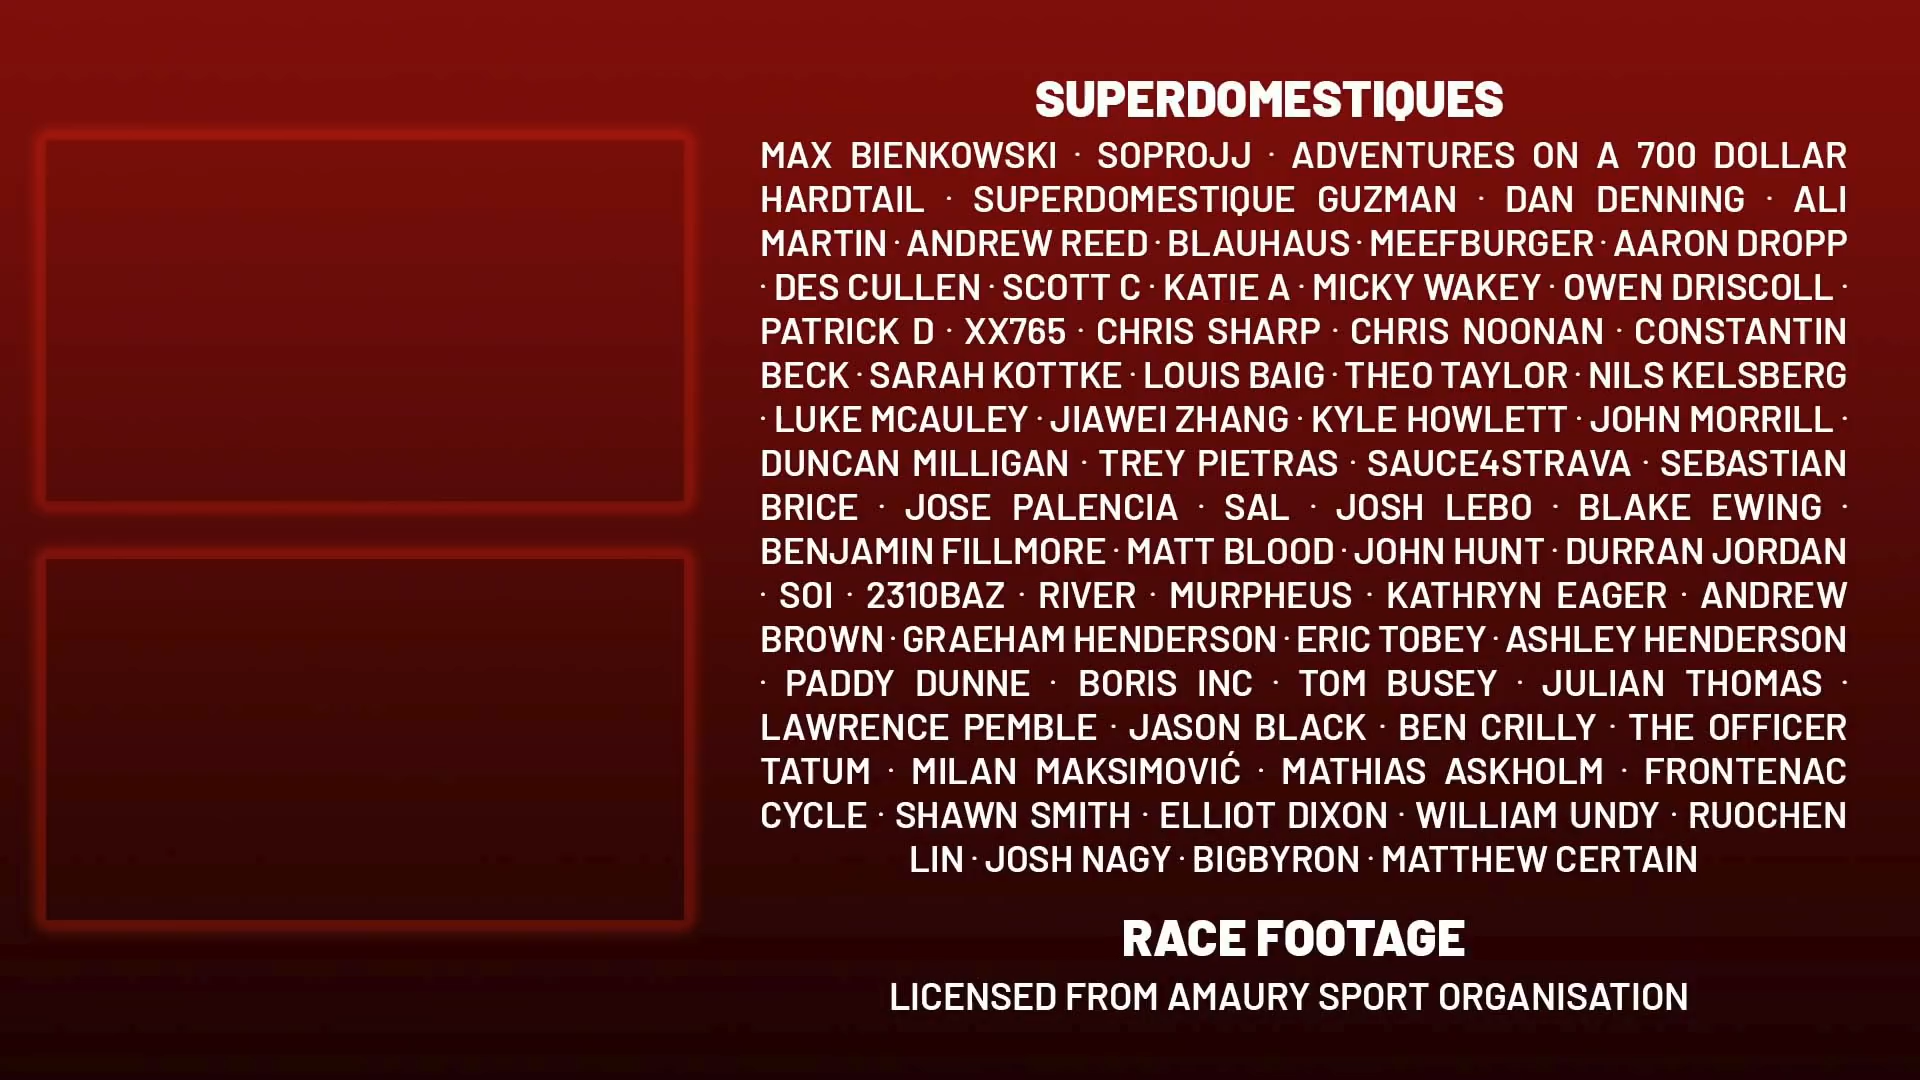 SUPERDOMESTIQUES
MAX BIENKOWSKI · SOPROJJ · ADVENTURES ON A 700 DOLLAR
HARDTAIL · SUPERDOMESTIQUE GUZMAN · DAN DENNING · ALI
MARTIN · ANDREW REED · BLAUHAUS · MEEFBURGER · AARON DROPP
· DES CULLEN · SCOTT C · KATIE A · MICKY WAKEY · OWEN DRISCOLL ·
PATRICK D · XX765 · CHRIS SHARP · CHRIS NOONAN · CONSTANTIN
BECK · SARAH KOTTKE · LOUIS BAIG · THEO TAYLOR · NILS KELSBERG
· LUKE MCAULEY · JIAWEI ZHANG · KYLE HOWLETT · JOHN MORRILL ·
DUNCAN MILLIGAN · TREY PIETRAS · SAUCE4STRAVA · SEBASTIAN
BRICE · JOSE PALENCIA · SAL · JOSH LEBO · BLAKE EWING ·
BENJAMIN FILLMORE · MATT BLOOD · JOHN HUNT · DURRAN JORDAN
· SOI · 2310BAZ · RIVER · MURPHEUS · KATHRYN EAGER · ANDREW
BROWN · GRAEHAM HENDERSON · ERIC TOBEY · ASHLEY HENDERSON
· PADDY DUNNE · BORIS INC · TOM BUSEY · JULIAN THOMAS ·
LAWRENCE PEMBLE · JASON BLACK · BEN CRILLY · THE OFFICER
TATUM · MILAN MAKSIMOVIĆ · MATHIAS ASKHOLM · FRONTENAC
CYCLE · SHAWN SMITH · ELLIOT DIXON · WILLIAM UNDY · RUOCHEN
LIN · JOSH NAGY · BIGBYRON · MATTHEW CERTAIN
RACE FOOTAGE
LICENSED FROM AMAURY SPORT ORGANISATION